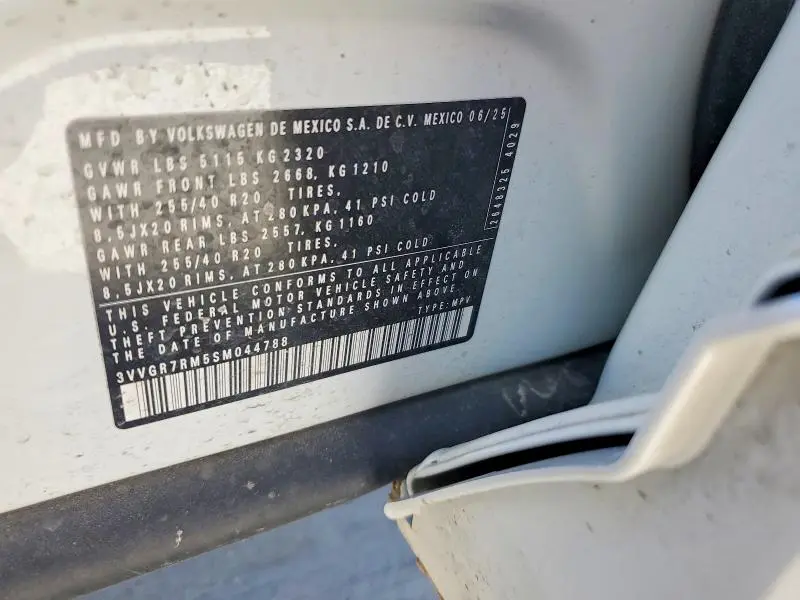 MFD BY VOLKSWAGEN DE MEXICO S.A. DE C.V. MEXICO 06/25
GVWR LBS 5115 KG 2320
GAWR FRONT LBS 2668, KG 1210
WITH 255/40 R20 TIRES,
8,5JX20 RIMS, AT 280 KPA, 41 PSI COLD
GAWR REAR LBS 2557, KG 1160
WITH 255/40 R20 TIRES,
8,5JX20 RIMS, AT 280 KPA, 41 PSI COLD
THIS VEHICLE CONFORMS TO ALL APPLICABLE
U.S. FEDERAL MOTOR VEHICLE SAFETY AND
THEFT PREVENTION STANDARDS IN EFFECT ON
THE DATE OF MANUFACTURE SHOWN ABOVE.
TYPE: MPV
3VVGR7RM5SM044788
2648325 4029